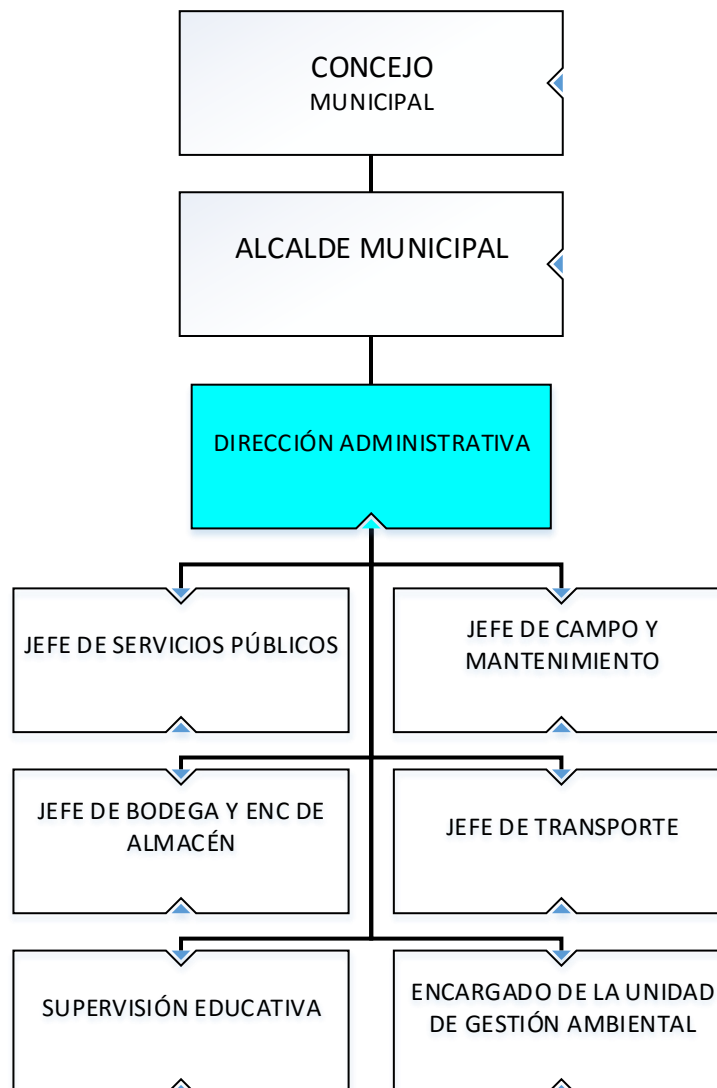 CONCEJO
MUNICIPAL
ALCALDE MUNICIPAL
DIRECCIÓN ADMINISTRATIVA
JEFE DE SERVICIOS PÚBLICOS
JEFE DE CAMPO Y
MANTENIMIENTO
JEFE DE BODEGA Y ENC DE
ALMACÉN
JEFE DE TRANSPORTE
SUPERVISIÓN EDUCATIVA
ENCARGADO DE LA UNIDAD
DE GESTIÓN AMBIENTAL